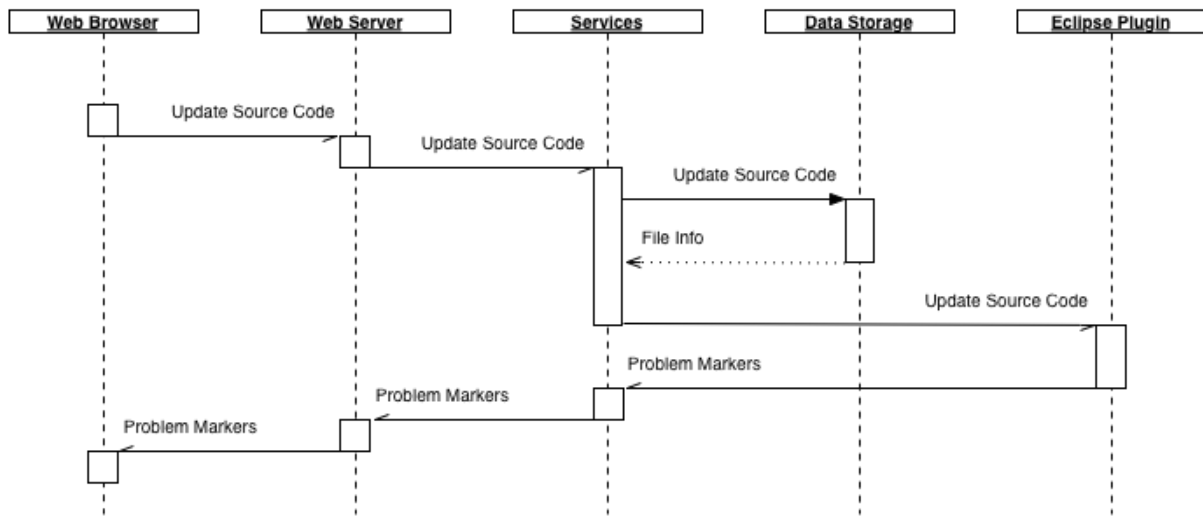 Web Browser
Web Server
Services
Data Storage
Eclipse Plugin
Update Source Code
Update Source Code
Update Source Code
File Info
Update Source Code
Problem Markers
Problem Markers
Problem Markers